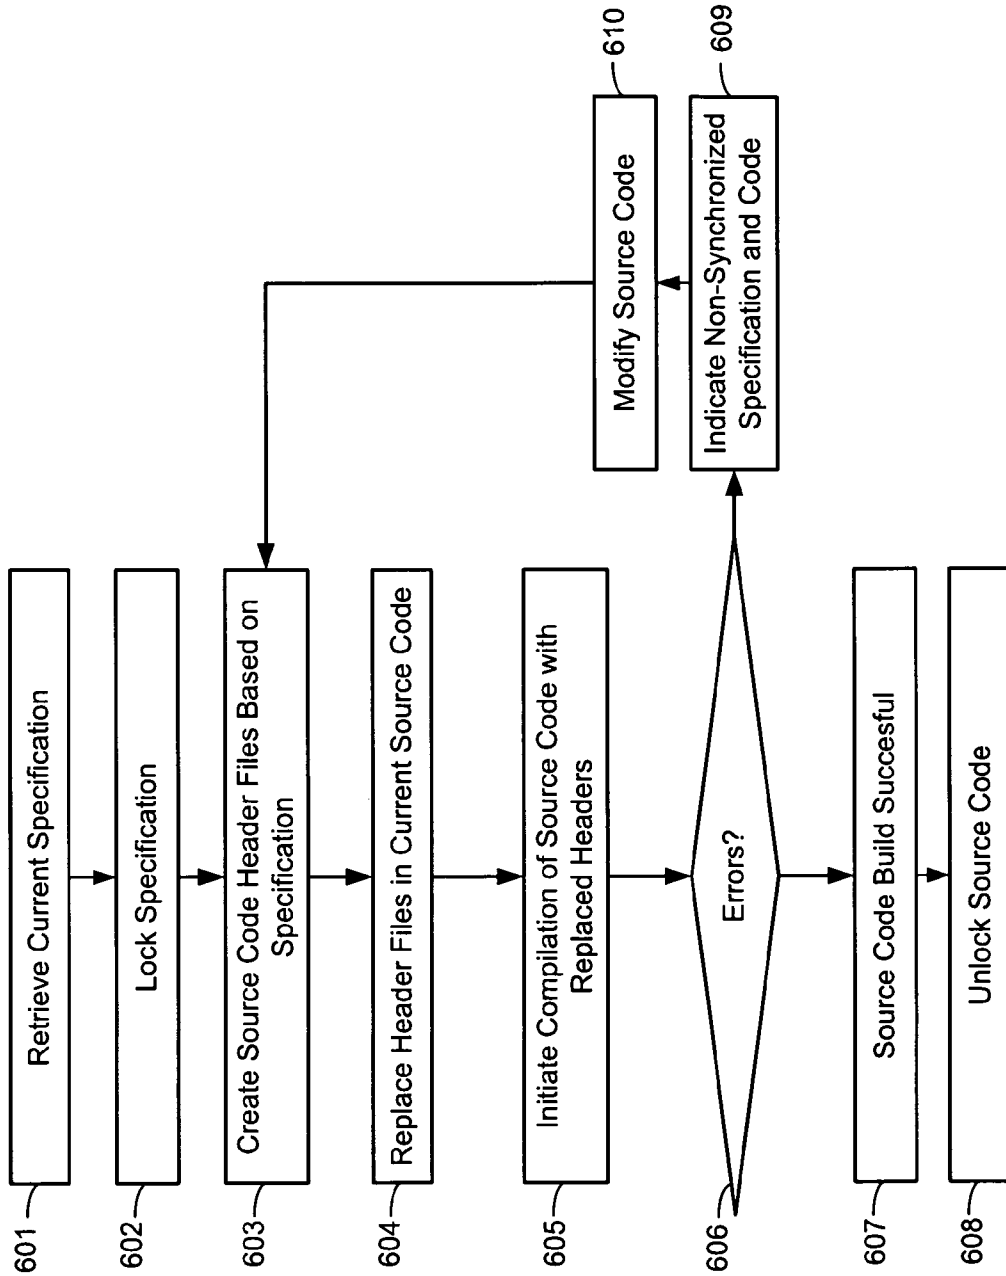 601
Retrieve Current Specification
602
Lock Specification
603
Create Source Code Header Files Based on
Specification
604
Replace Header Files in Current Source Code
605
Initiate Compilation of Source Code with
Replaced Headers
606
Errors?
607
Source Code Build Succesful
608
Unlock Source Code
610
Modify Source Code
609
Indicate Non-Synchronized
Specification and Code